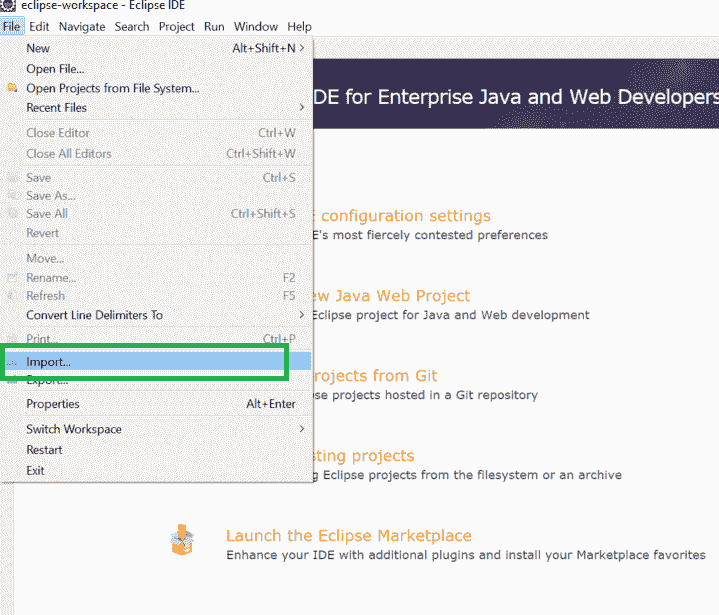 eclipse-workspace - Eclipse IDE
File Edit Navigate Search Project Run Window Help
New Alt+Shift+N >
Open File...
Open Projects from File System...
Recent Files >
Close Editor Ctrl+W
Close All Editors Ctrl+Shift+W
Save Ctrl+S
Save As...
Save All Ctrl+Shift+S
Revert
Move...
Rename... F2
Refresh F5
Convert Line Delimiters To >
Print... Ctrl+P
Import...
Export...
Properties Alt+Enter
Switch Workspace >
Restart
Exit
IDE for Enterprise Java and Web Developers
configuration settings
E's most fiercely contested preferences
ew Java Web Project
Eclipse project for Java and Web development
rojects from Git
pse projects hosted in a Git repository
sting projects
g Eclipse projects from the filesystem or an archive
Launch the Eclipse Marketplace
Enhance your IDE with additional plugins and install your Marketplace favorites